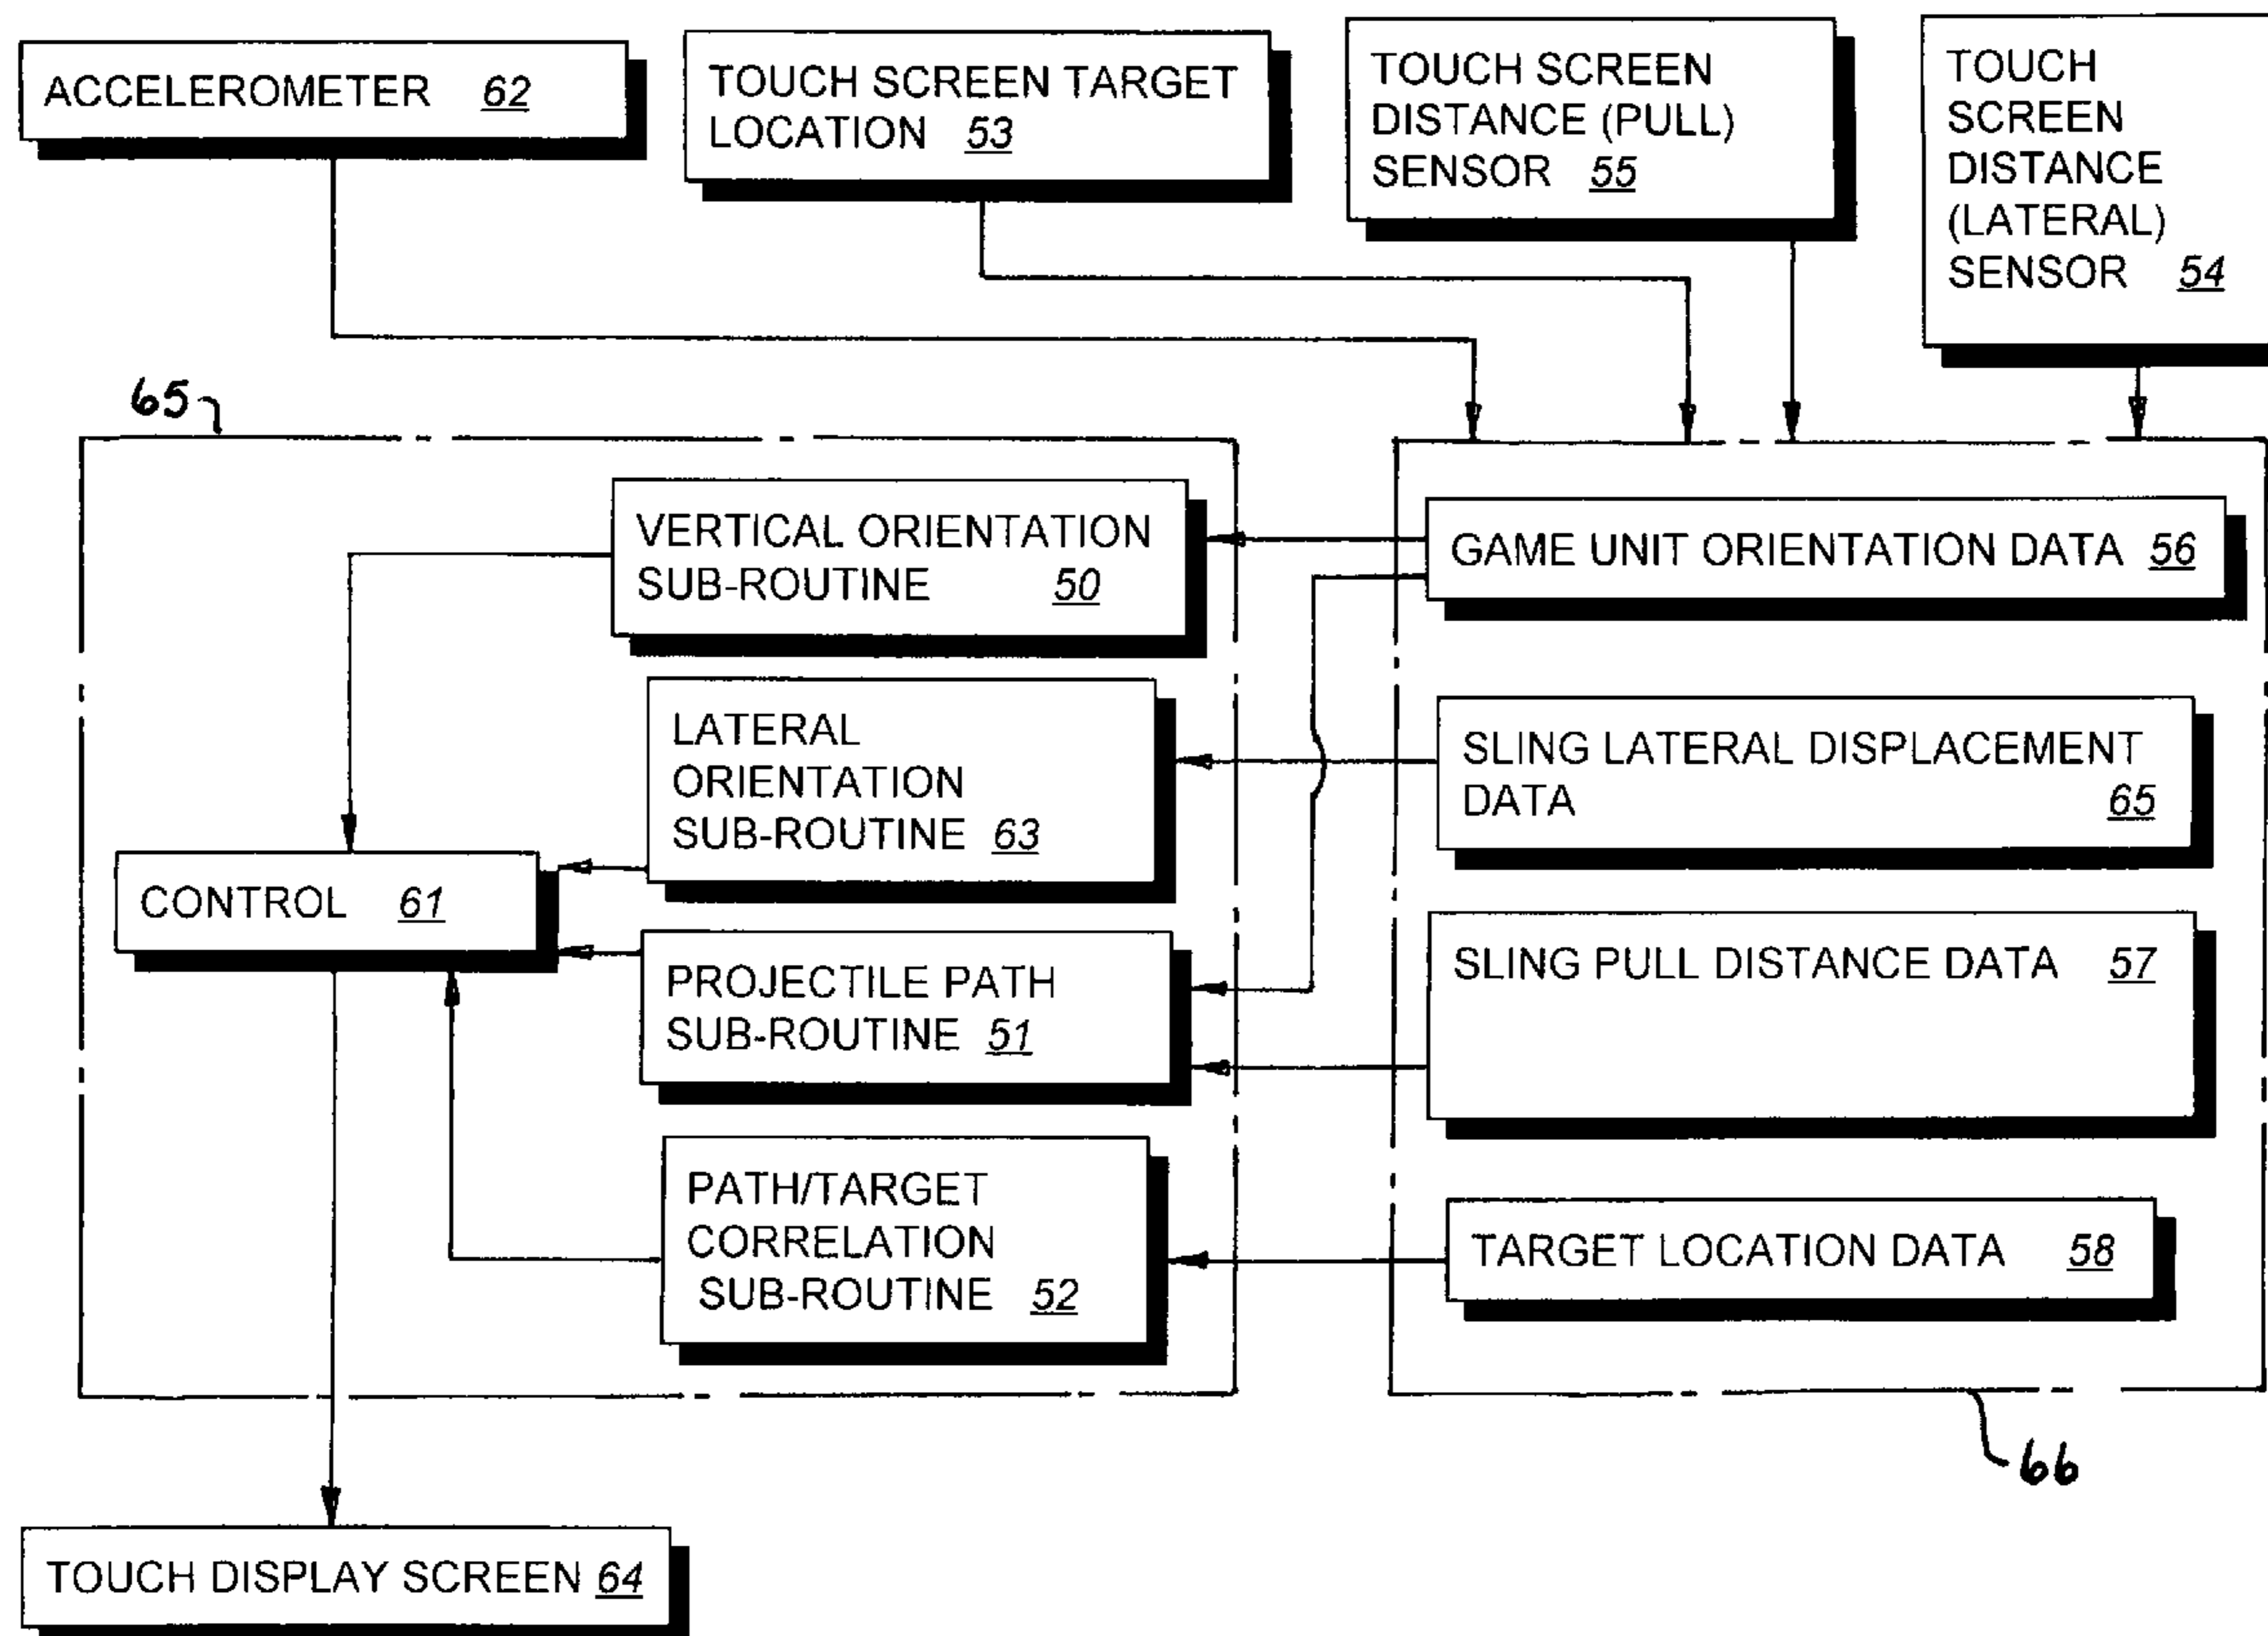 ACCELEROMETER 62
TOUCH SCREEN TARGET
LOCATION 53
TOUCH SCREEN
DISTANCE (PULL)
SENSOR 55
TOUCH
SCREEN
DISTANCE
(LATERAL)
SENSOR 54
65
VERTICAL ORIENTATION
SUB-ROUTINE 50
GAME UNIT ORIENTATION DATA 56
LATERAL
ORIENTATION
SUB-ROUTINE 63
SLING LATERAL DISPLACEMENT
DATA 65
CONTROL 61
PROJECTILE PATH
SUB-ROUTINE 51
SLING PULL DISTANCE DATA 57
PATH/TARGET
CORRELATION
SUB-ROUTINE 52
TARGET LOCATION DATA 58
66
TOUCH DISPLAY SCREEN 64